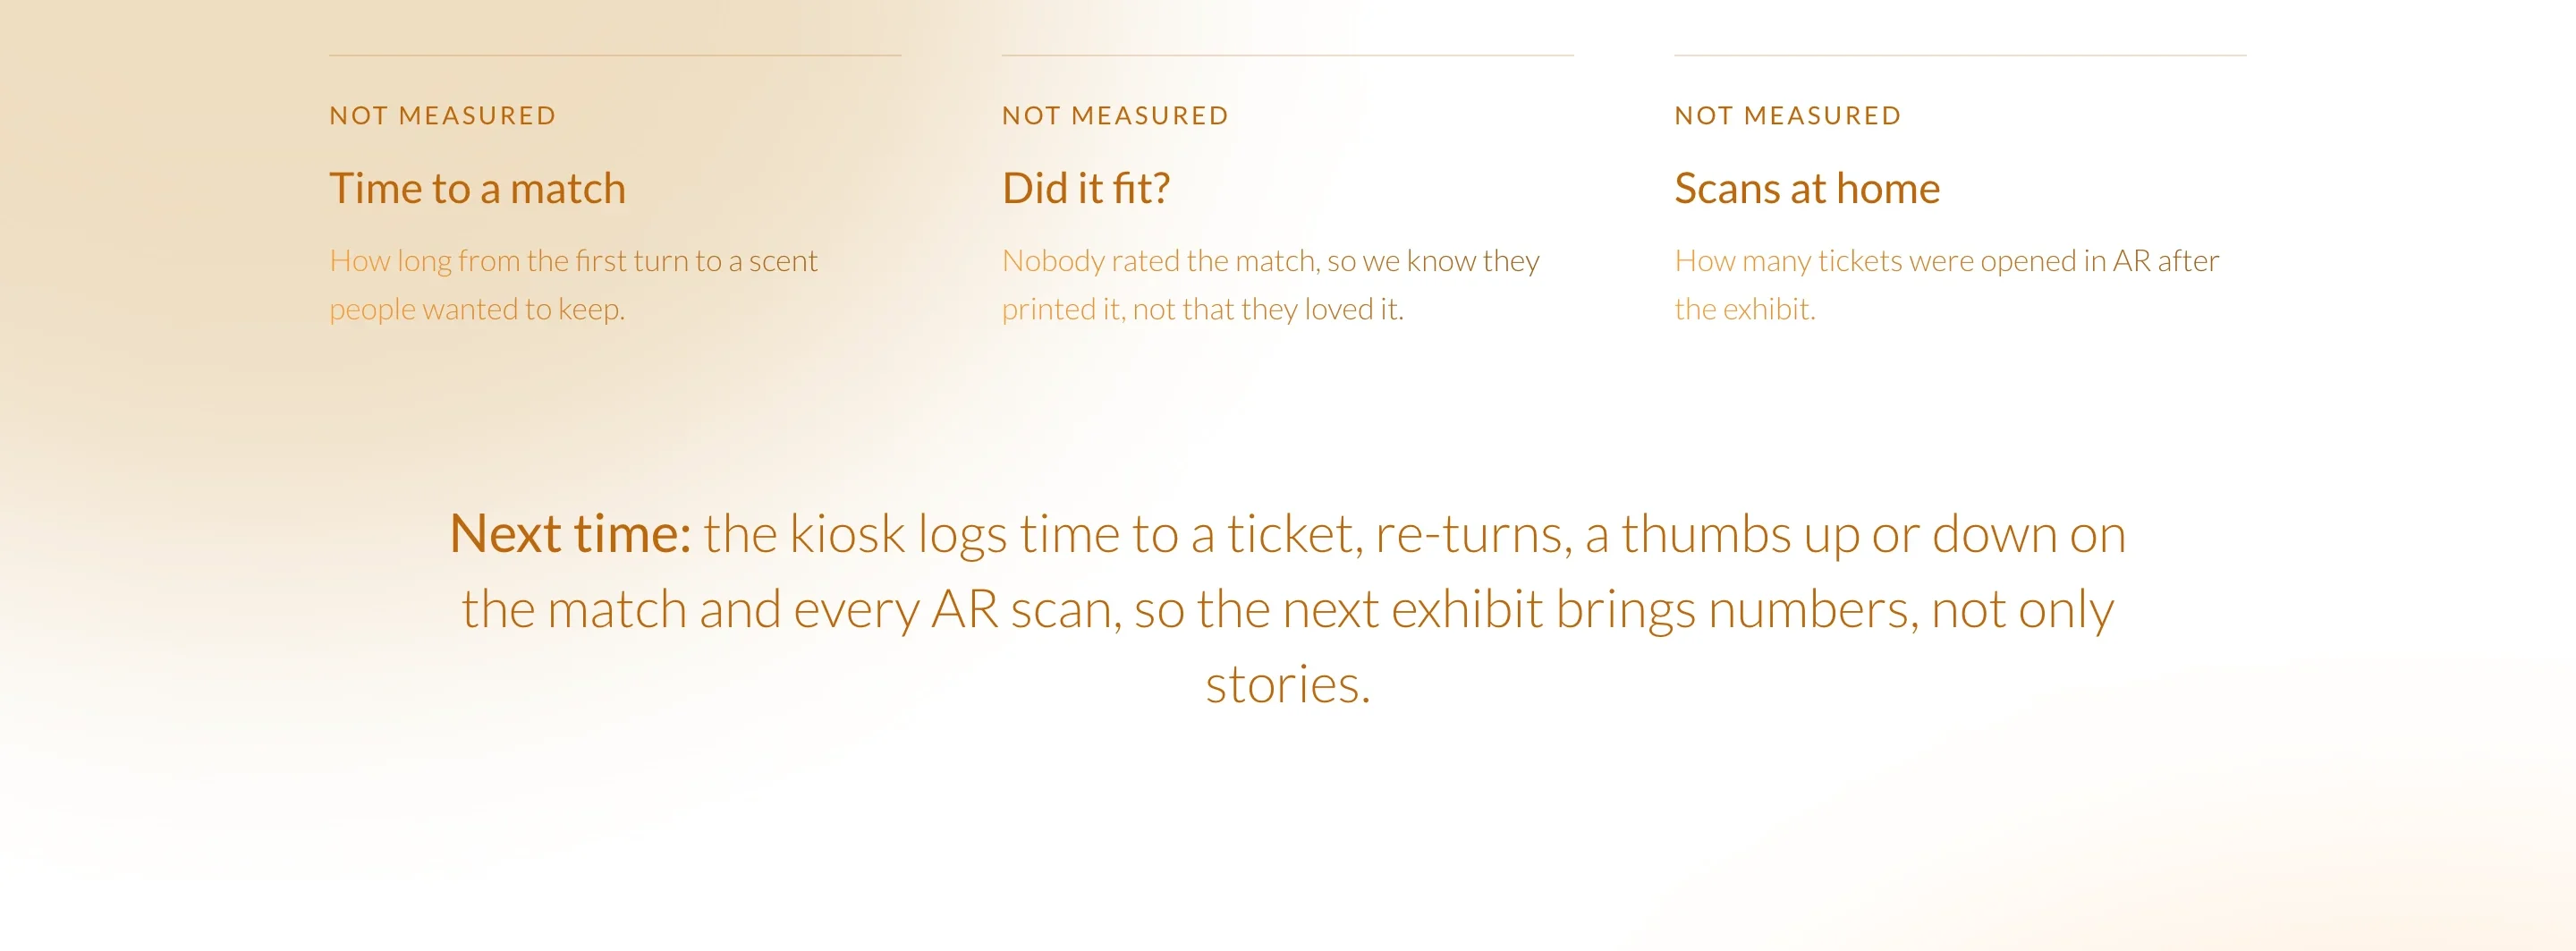 NOT MEASURED
Time to a match
How long from the first turn to a scent
people wanted to keep.
NOT MEASURED
Did it fit?
Nobody rated the match, so we know they
printed it, not that they loved it.
NOT MEASURED
Scans at home
How many tickets were opened in AR after
the exhibit.
Next time: the kiosk logs time to a ticket, re-turns, a thumbs up or down on
the match and every AR scan, so the next exhibit brings numbers, not only
stories.